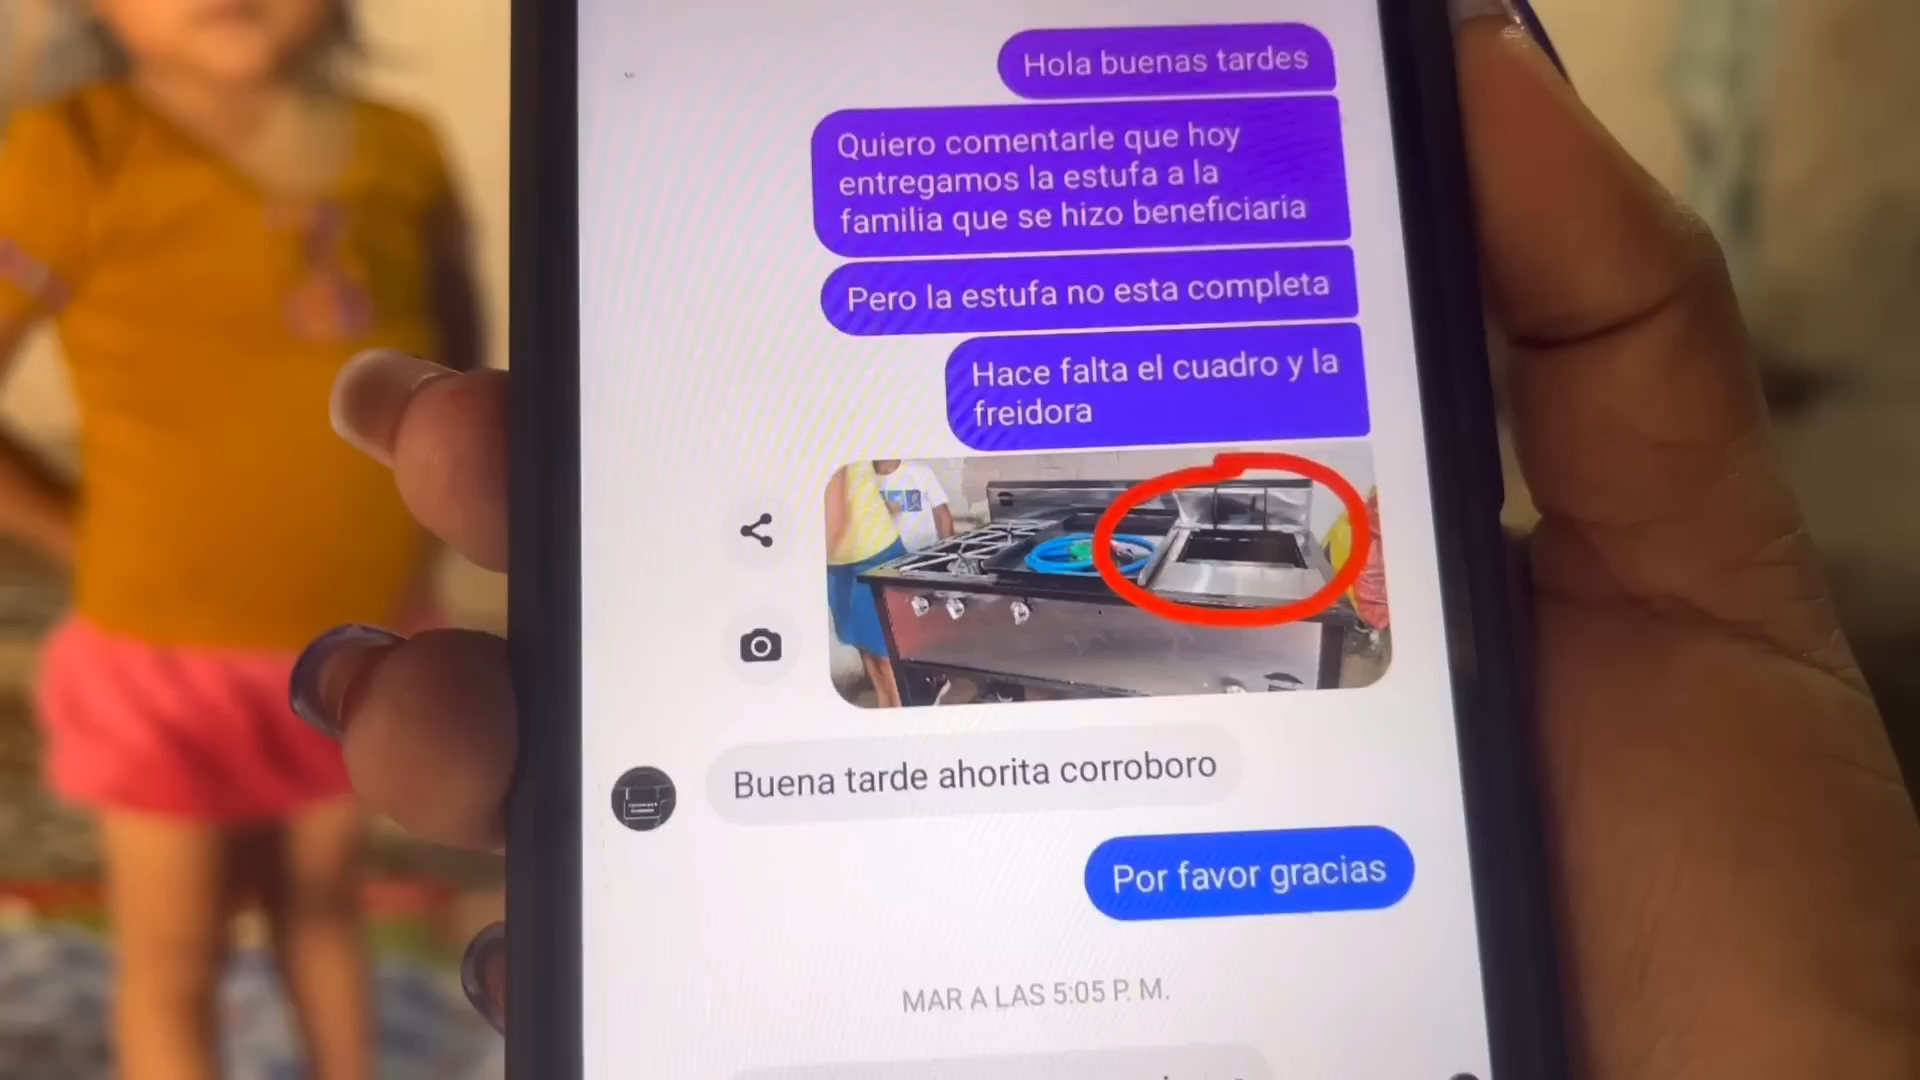 Hola buenas tardes
Quiero comentarle que hoy
entregamos la estufa a la
familia que se hizo beneficiaria
Pero la estufa no esta completa
Hace falta el cuadro y la
freidora
Buena tarde ahorita corroboro
Por favor gracias
MAR A LAS 5:05 P. M.